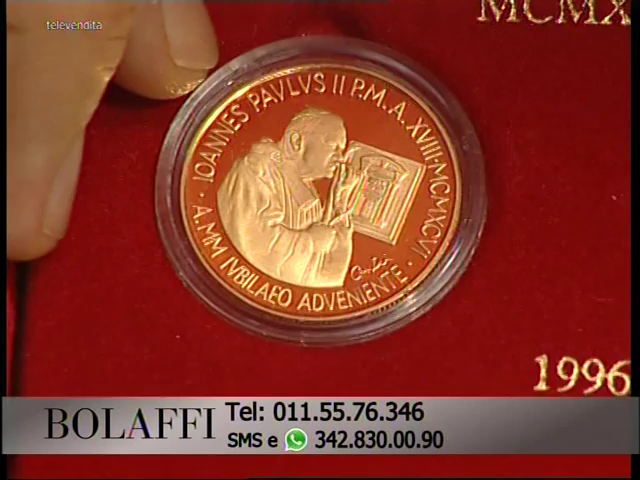 televendita
MCMX
IOANNES PAVLVS II P.M. A. XVIII · MCMXCVI
A. MM IVBILAEO ADVENIENTE
1996
BOLAFFI
Tel: 011.55.76.346
SMS e 342.830.00.90